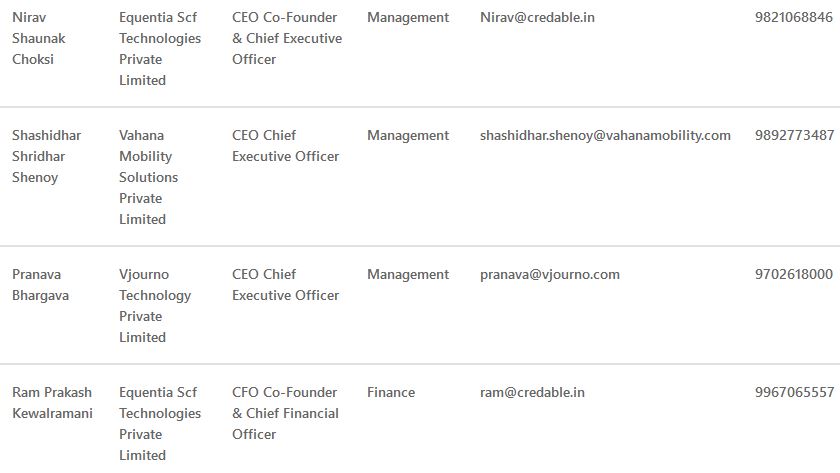 Nirav Equentia Scf CEO Co-Founder Management Nirav@credable.in 9821068846
Shaunak Technologies & Chief Executive
Choksi Private Officer
Limited
Shashidhar Vahana CEO Chief Management shashidhar.shenoy@vahanamobility.com 9892773487
Shridhar Mobility Executive Officer
Shenoy Solutions
Private
Limited
Pranava Vjourno CEO Chief Management pranava@vjourno.com 9702618000
Bhargava Technology Executive Officer
Private
Limited
Ram Prakash Equentia Scf CFO Co-Founder Finance ram@credable.in 9967065557
Kewalramani Technologies & Chief Financial
Private Officer
Limited